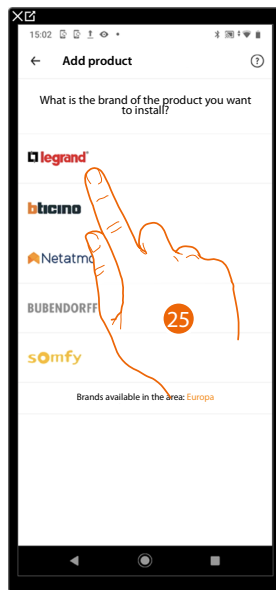 15:02
Add product
?
What is the brand of the product you want
to install?
legrand
bticino
Netatmo
BUBENDORFF
25
somfy
Brands available in the area: Europa